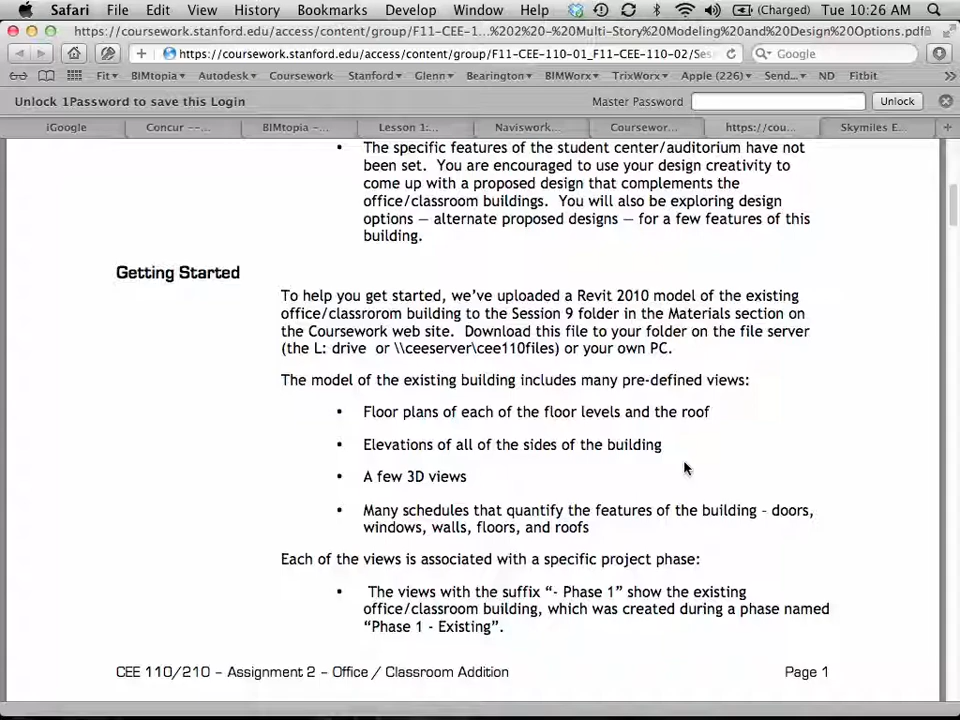 Safari File Edit View History Bookmarks Develop Window Help (Charged) Tue 10:26 AM
https://coursework.stanford.edu/access/content/group/F11-CEE-1...%202%20-%20Multi-Story%20Modeling%20and%20Design%20Options.pdf
https://coursework.stanford.edu/access/content/group/F11-CEE-110-01_F11-CEE-110-02/Ses Google
Fit BIMtopia Autodesk Coursework Stanford Glenn Bearington BIMWorx TrixWorx Apple (226) Send... ND Fitbit
Unlock 1Password to save this Login Master Password Unlock
iGoogle Concur --... BIMtopia -... Lesson 1:... Naviswork... Coursewor... https://cou... Skymiles E...
• The specific features of the student center/auditorium have not
been set. You are encouraged to use your design creativity to
come up with a proposed design that complements the
office/classroom buildings. You will also be exploring design
options — alternate proposed designs — for a few features of this
building.
Getting Started
To help you get started, we've uploaded a Revit 2010 model of the existing
office/classrorom building to the Session 9 folder in the Materials section on
the Coursework web site. Download this file to your folder on the file server
(the L: drive or \\ceeserver\cee110files) or your own PC.
The model of the existing building includes many pre-defined views:
• Floor plans of each of the floor levels and the roof
• Elevations of all of the sides of the building
• A few 3D views
• Many schedules that quantify the features of the building - doors,
windows, walls, floors, and roofs
Each of the views is associated with a specific project phase:
• The views with the suffix “- Phase 1” show the existing
office/classroom building, which was created during a phase named
“Phase 1 - Existing”.
CEE 110/210 - Assignment 2 - Office / Classroom Addition Page 1